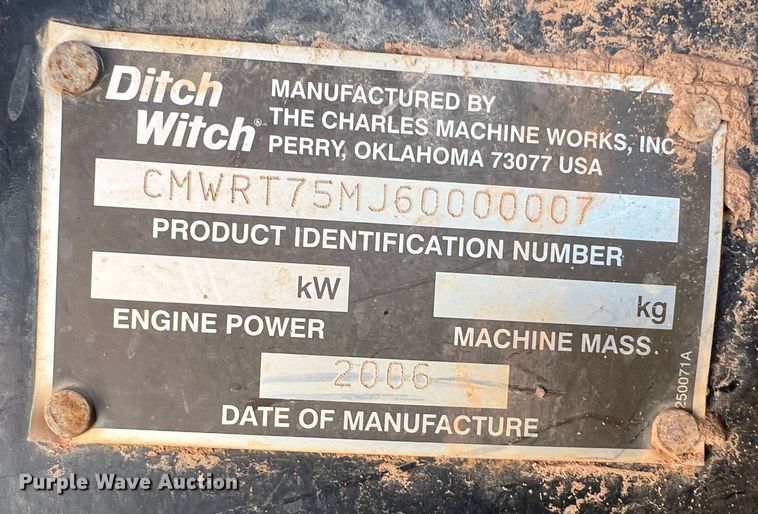 Ditch
Witch®
MANUFACTURED BY
THE CHARLES MACHINE WORKS, INC
PERRY, OKLAHOMA 73077 USA
CMWRT75MJ60000007
PRODUCT IDENTIFICATION NUMBER
kW
kg
ENGINE POWER
MACHINE MASS
2006
DATE OF MANUFACTURE
250071A
Purple Wave Auction